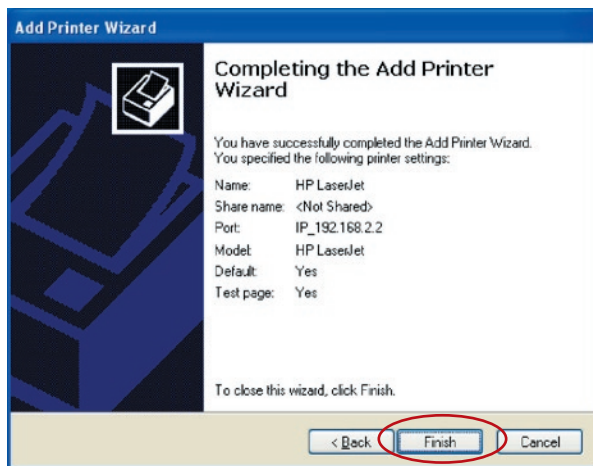 Add Printer Wizard
Completing the Add Printer
Wizard
You have successfully completed the Add Printer Wizard.
You specified the following printer settings:
Name: HP LaserJet
Share name: <Not Shared>
Port: IP_192.168.2.2
Model: HP LaserJet
Default: Yes
Test page: Yes
To close this wizard, click Finish.
< Back Finish Cancel